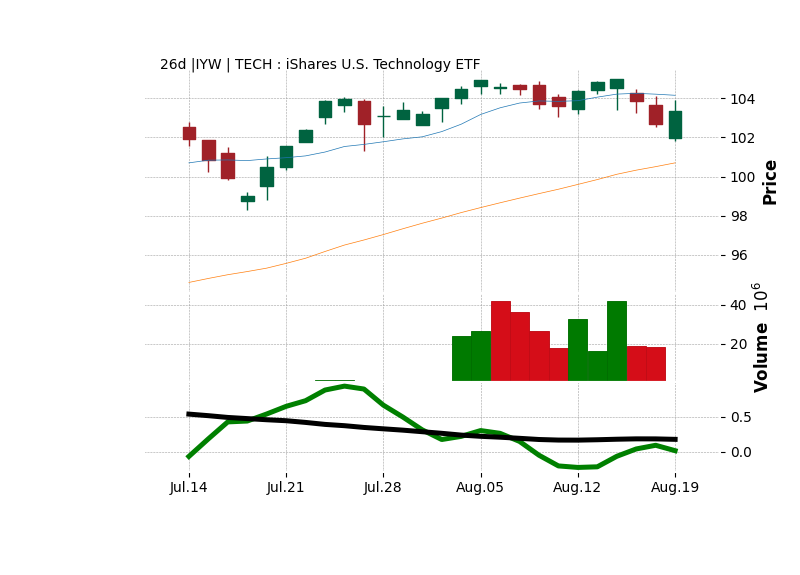 26d |IYW | TECH : iShares U.S. Technology ETF
104
102
100
98
96
Price
40
20
Volume 10^6
0.5
0.0
Jul.14 Jul.21 Jul.28 Aug.05 Aug.12 Aug.19